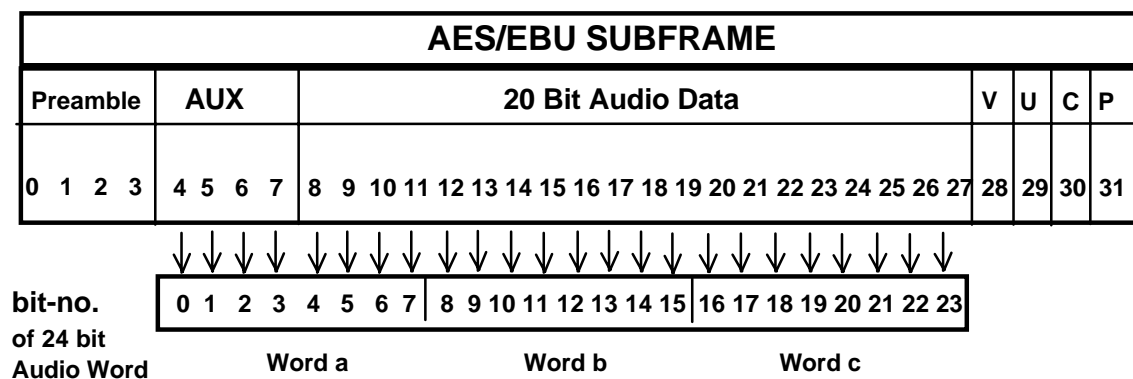 AES/EBU SUBFRAME
Preamble AUX 20 Bit Audio Data V U C P
0 1 2 3 4 5 6 7 8 9 10 11 12 13 14 15 16 17 18 19 20 21 22 23 24 25 26 27 28 29 30 31
bit-no. 0 1 2 3 4 5 6 7 8 9 10 11 12 13 14 15 16 17 18 19 20 21 22 23
of 24 bit
Audio Word Word a Word b Word c